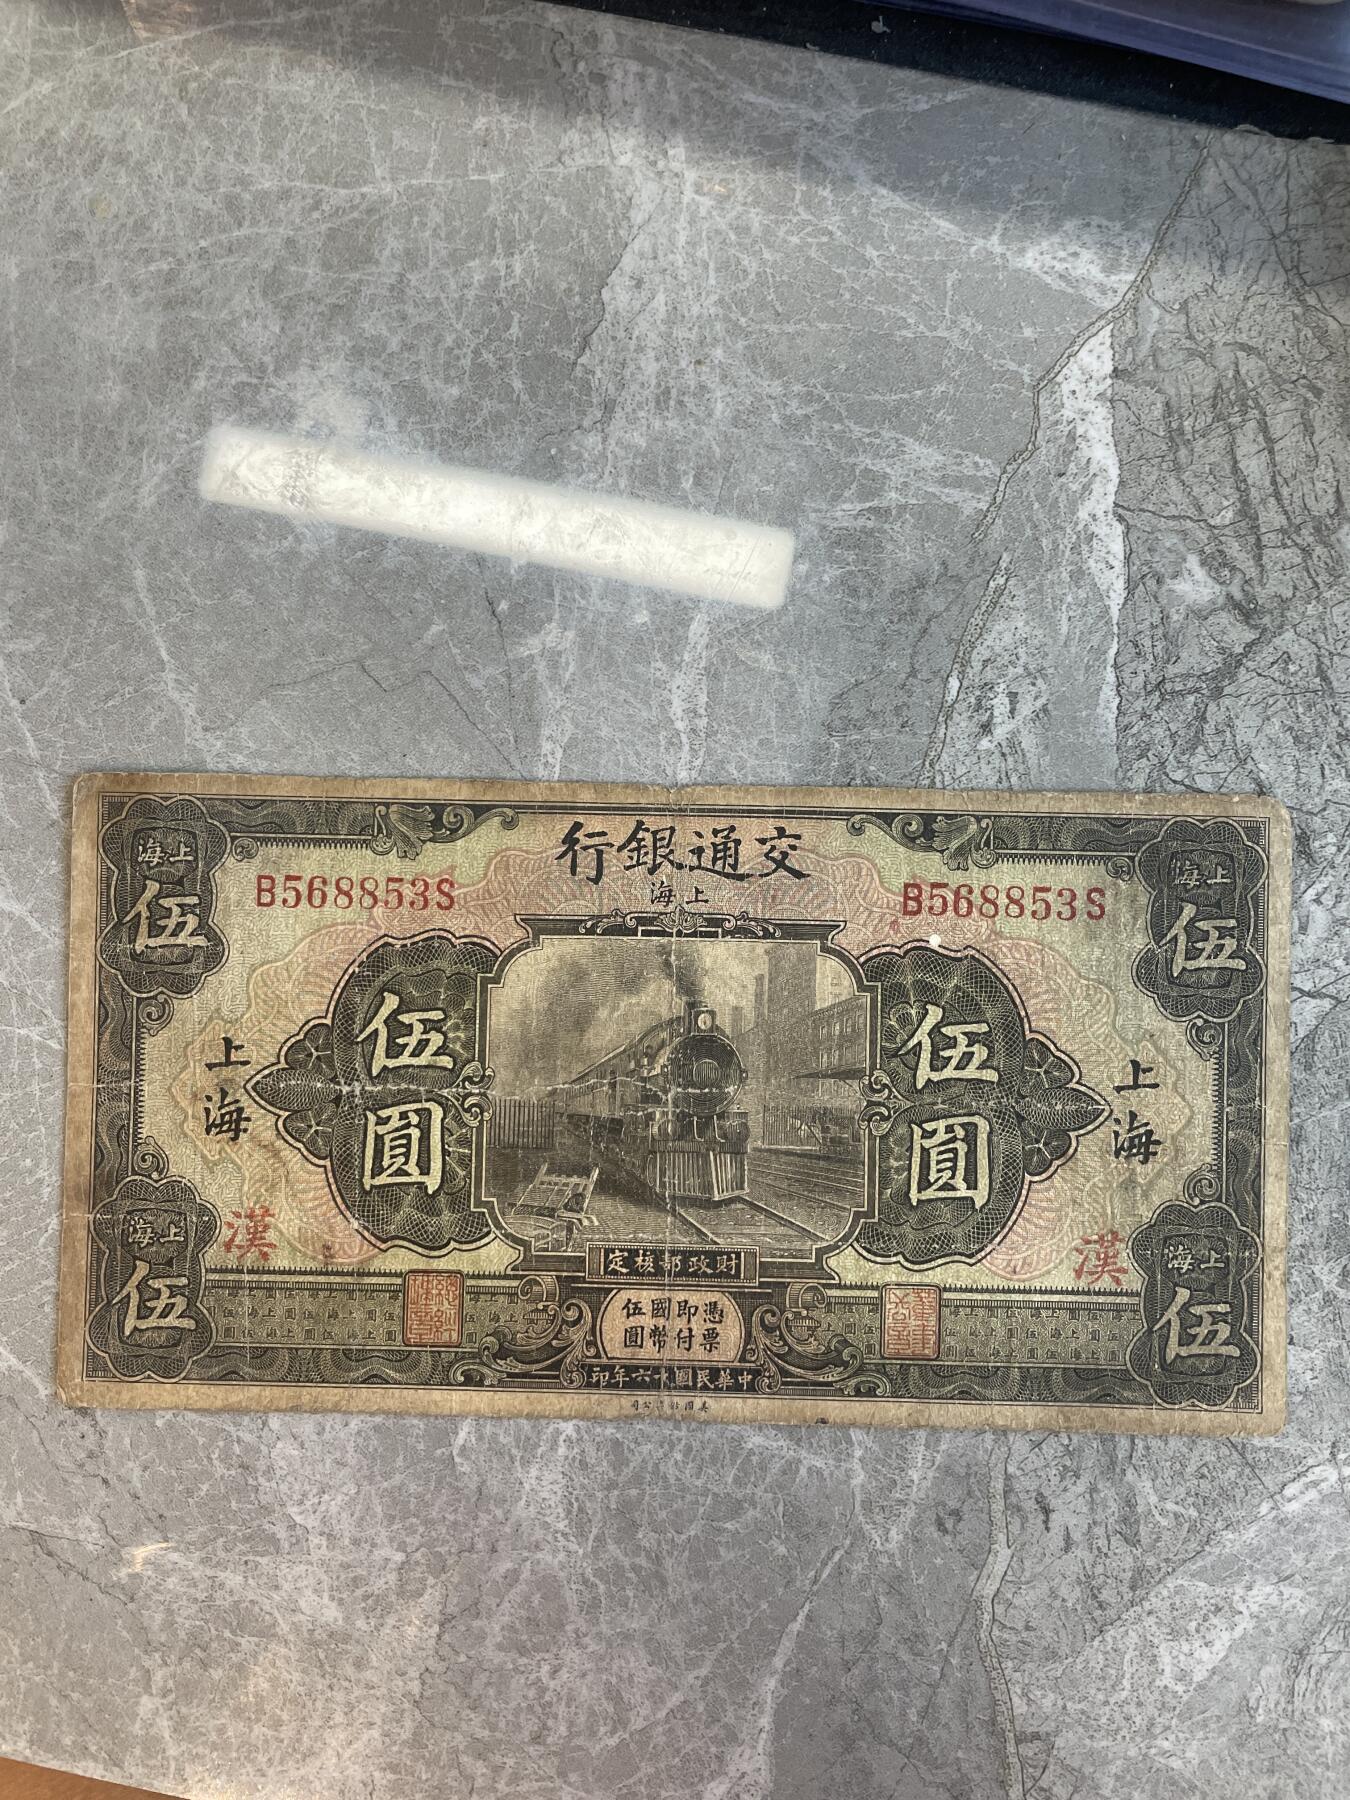 交通銀行
上海
B568853S
B568853S
上海
伍
上海
伍
伍圓
伍圓
上海
上海
漢
漢
財政部核定
上海
伍
上海
伍
憑票
即付
國幣
伍圓
中華民國十六年印